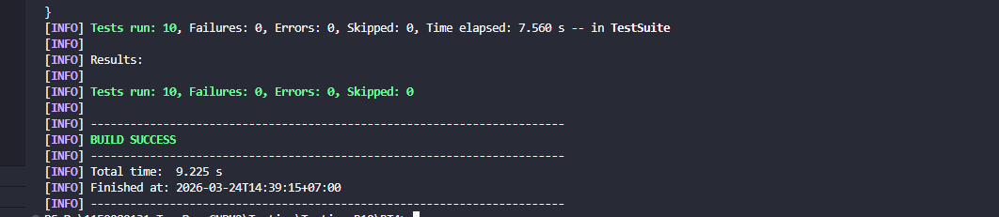 }
[INFO] Tests run: 10, Failures: 0, Errors: 0, Skipped: 0, Time elapsed: 7.560 s -- in TestSuite
[INFO]
[INFO] Results:
[INFO]
[INFO] Tests run: 10, Failures: 0, Errors: 0, Skipped: 0
[INFO]
[INFO] ------------------------------------------------------------------------
[INFO] BUILD SUCCESS
[INFO] ------------------------------------------------------------------------
[INFO] Total time:  9.225 s
[INFO] Finished at: 2026-03-24T14:39:15+07:00
[INFO] ------------------------------------------------------------------------